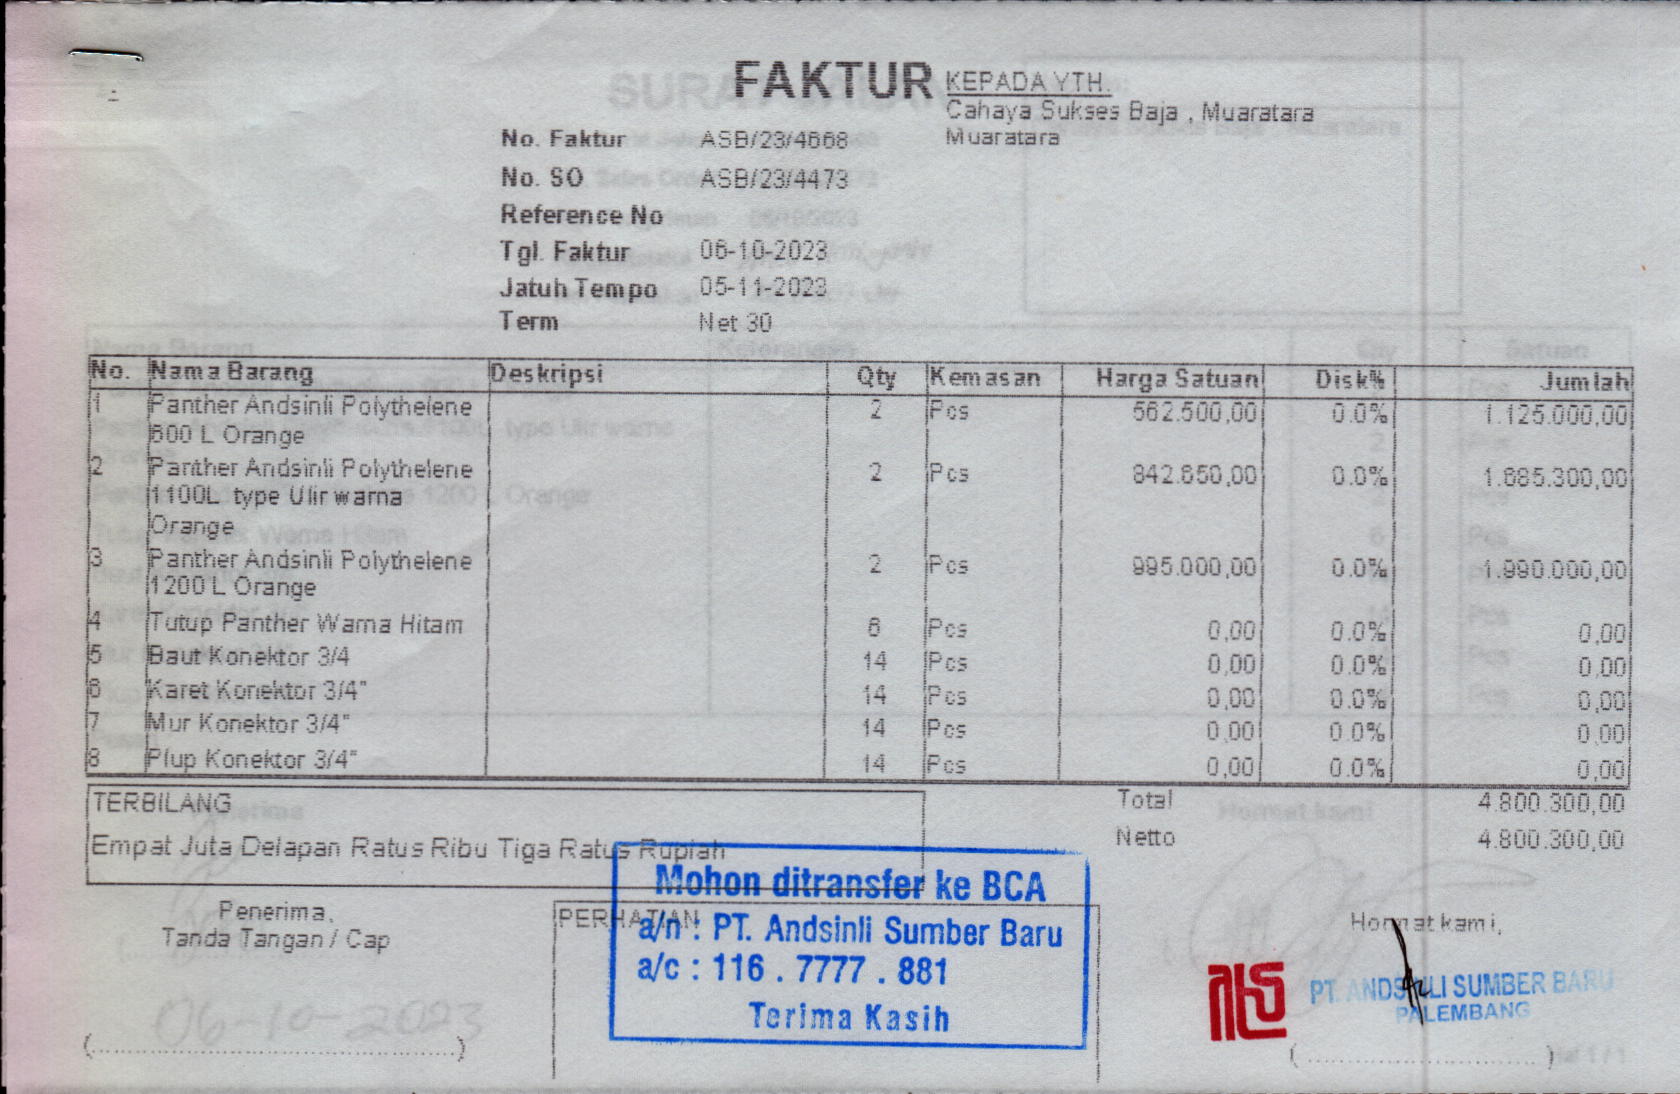 FAKTUR
KEPADA YTH.
Cahaya Sukses Baja , Muaratara
Muaratara
No. Faktur ASB/23/4668
No. SO ASB/23/4473
Reference No
Tgl. Faktur 06-10-2023
Jatuh Tempo 05-11-2023
Term Net 30
No. Nama Barang Deskripsi Qty Kemasan Harga Satuan Disk% Jumlah
1 Panther Andsinli Polythelene 2 Pcs 562.500,00 0.0% 1.125.000,00
500 L Orange
2 Panther Andsinli Polythelene 2 Pcs 842.650,00 0.0% 1.685.300,00
1100L type Ulir warna
Orange
3 Panther Andsinli Polythelene 2 Pcs 995.000,00 0.0% 1.990.000,00
1200 L Orange
4 Tutup Panther Warna Hitam 6 Pcs 0,00 0.0% 0,00
5 Baut Konektor 3/4 14 Pcs 0,00 0.0% 0,00
6 Karet Konektor 3/4" 14 Pcs 0,00 0.0% 0,00
7 Mur Konektor 3/4" 14 Pcs 0,00 0.0% 0,00
8 Plup Konektor 3/4" 14 Pcs 0,00 0.0% 0,00
TERBILANG
Empat Juta Delapan Ratus Ribu Tiga Ratus Rupiah
Total 4.800.300,00
Netto 4.800.300,00
Penerima,
Tanda Tangan / Cap
06-10-2023
(.................................................)
PERHATIAN
Mohon ditransfer ke BCA
a/n : PT. Andsinli Sumber Baru
a/c : 116 . 7777 . 881
Terima Kasih
Hormat kami,
PT. ANDSINLI SUMBER BARU
PALEMBANG
( .............................. )
Hal 1 / 1